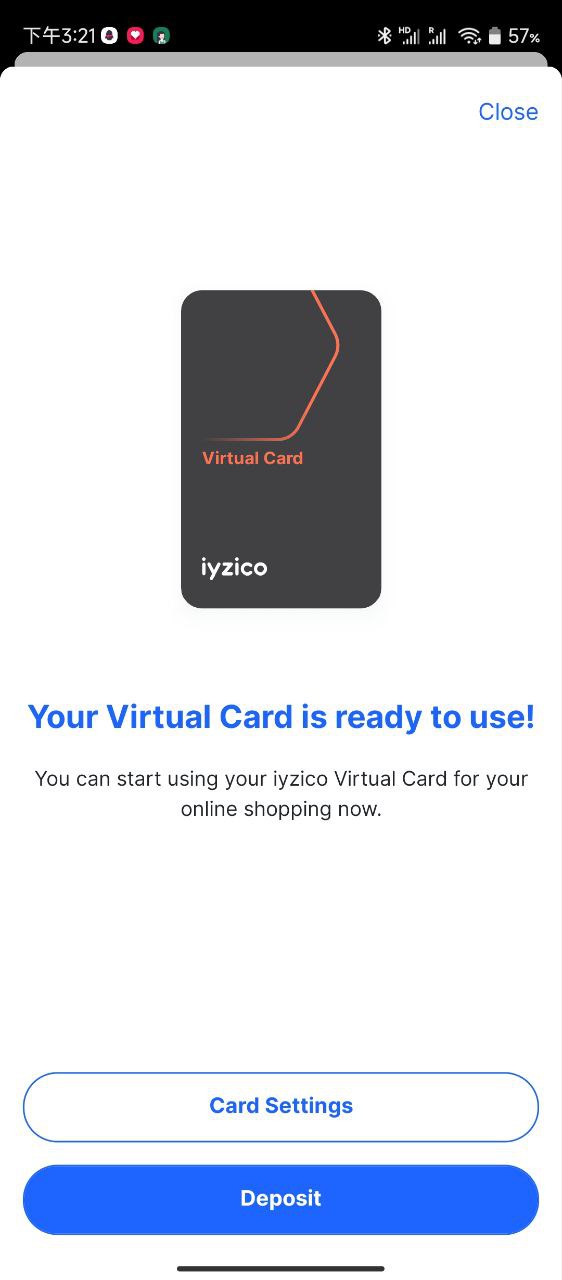 下午3:21
HD
R
57%
Close
Virtual Card
iyzico
Your Virtual Card is ready to use!
You can start using your iyzico Virtual Card for your
online shopping now.
Card Settings
Deposit